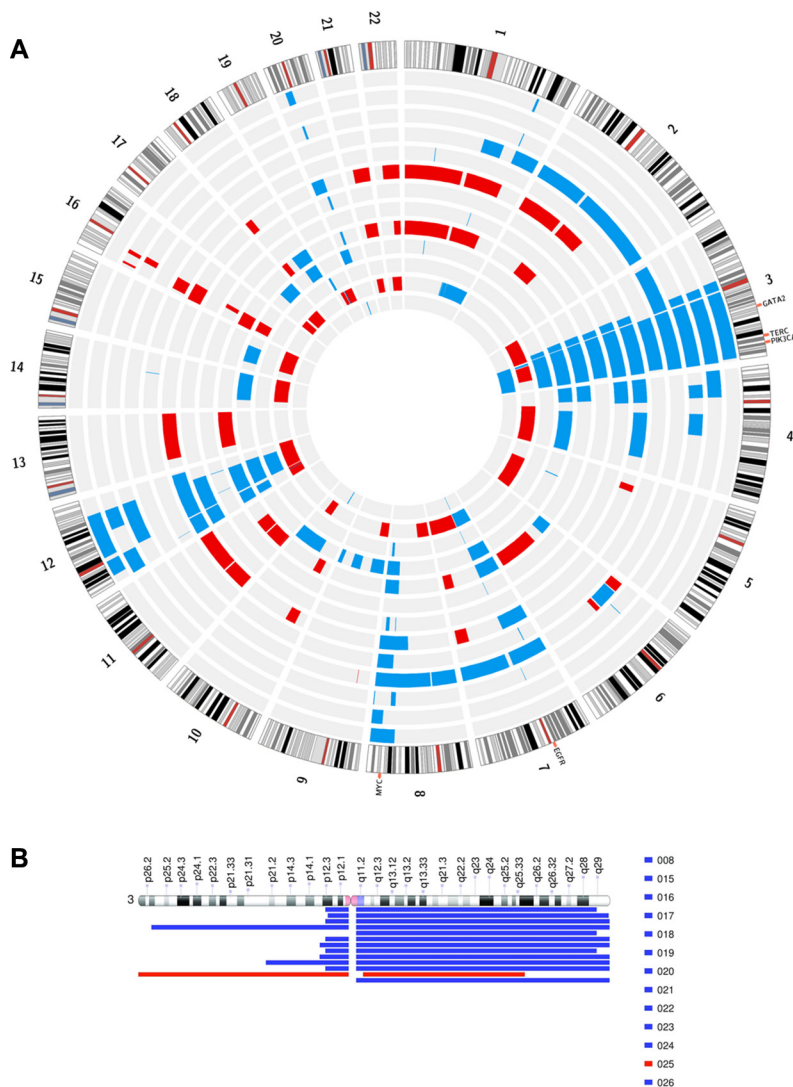 A
1
2
3
4
5
6
7
8
9
10
11
12
13
14
15
16
17
18
19
20
21
22
GATA2
TERC
PIK3CA
EGFR
MYC
B
p26.2
p25.2
p24.3
p24.1
p22.3
p21.33
p21.31
p21.2
p14.3
p14.1
p12.3
p12.1
q11.2
q12.3
q13.12
q13.2
q13.33
q21.3
q22.2
q23
q24
q25.2
q25.33
q26.2
q26.32
q27.2
q28
q29
3
008
015
016
017
018
019
020
021
022
023
024
025
026